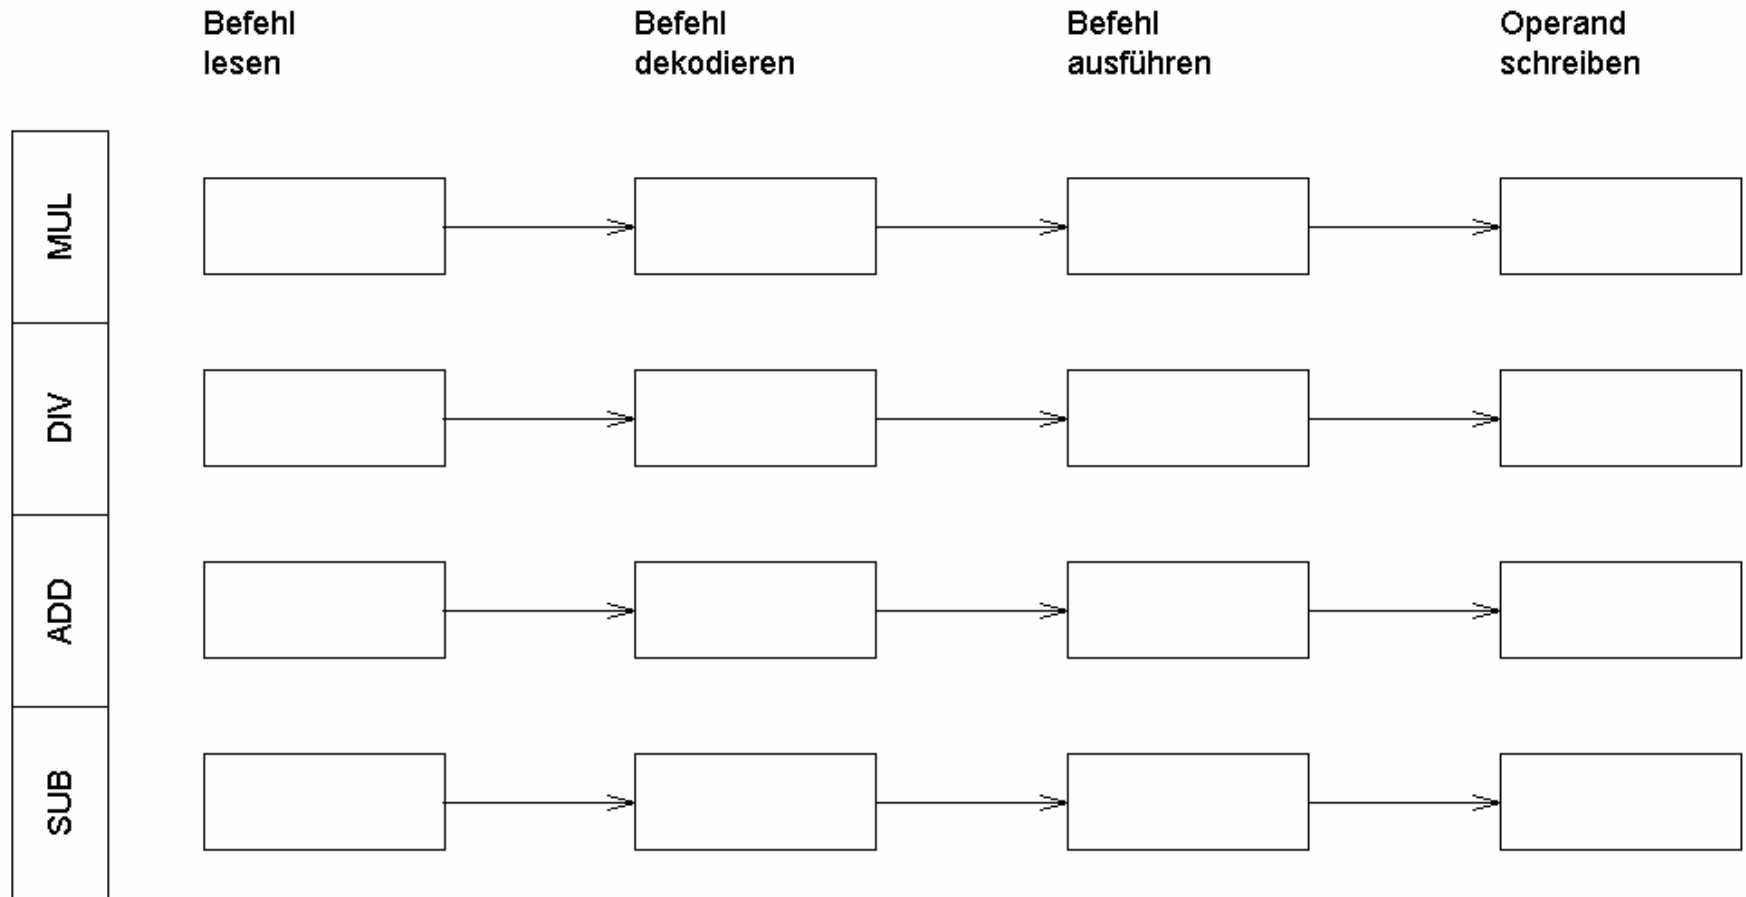 Befehl
lesen
Befehl
dekodieren
Befehl
ausführen
Operand
schreiben
MUL
DIV
ADD
SUB